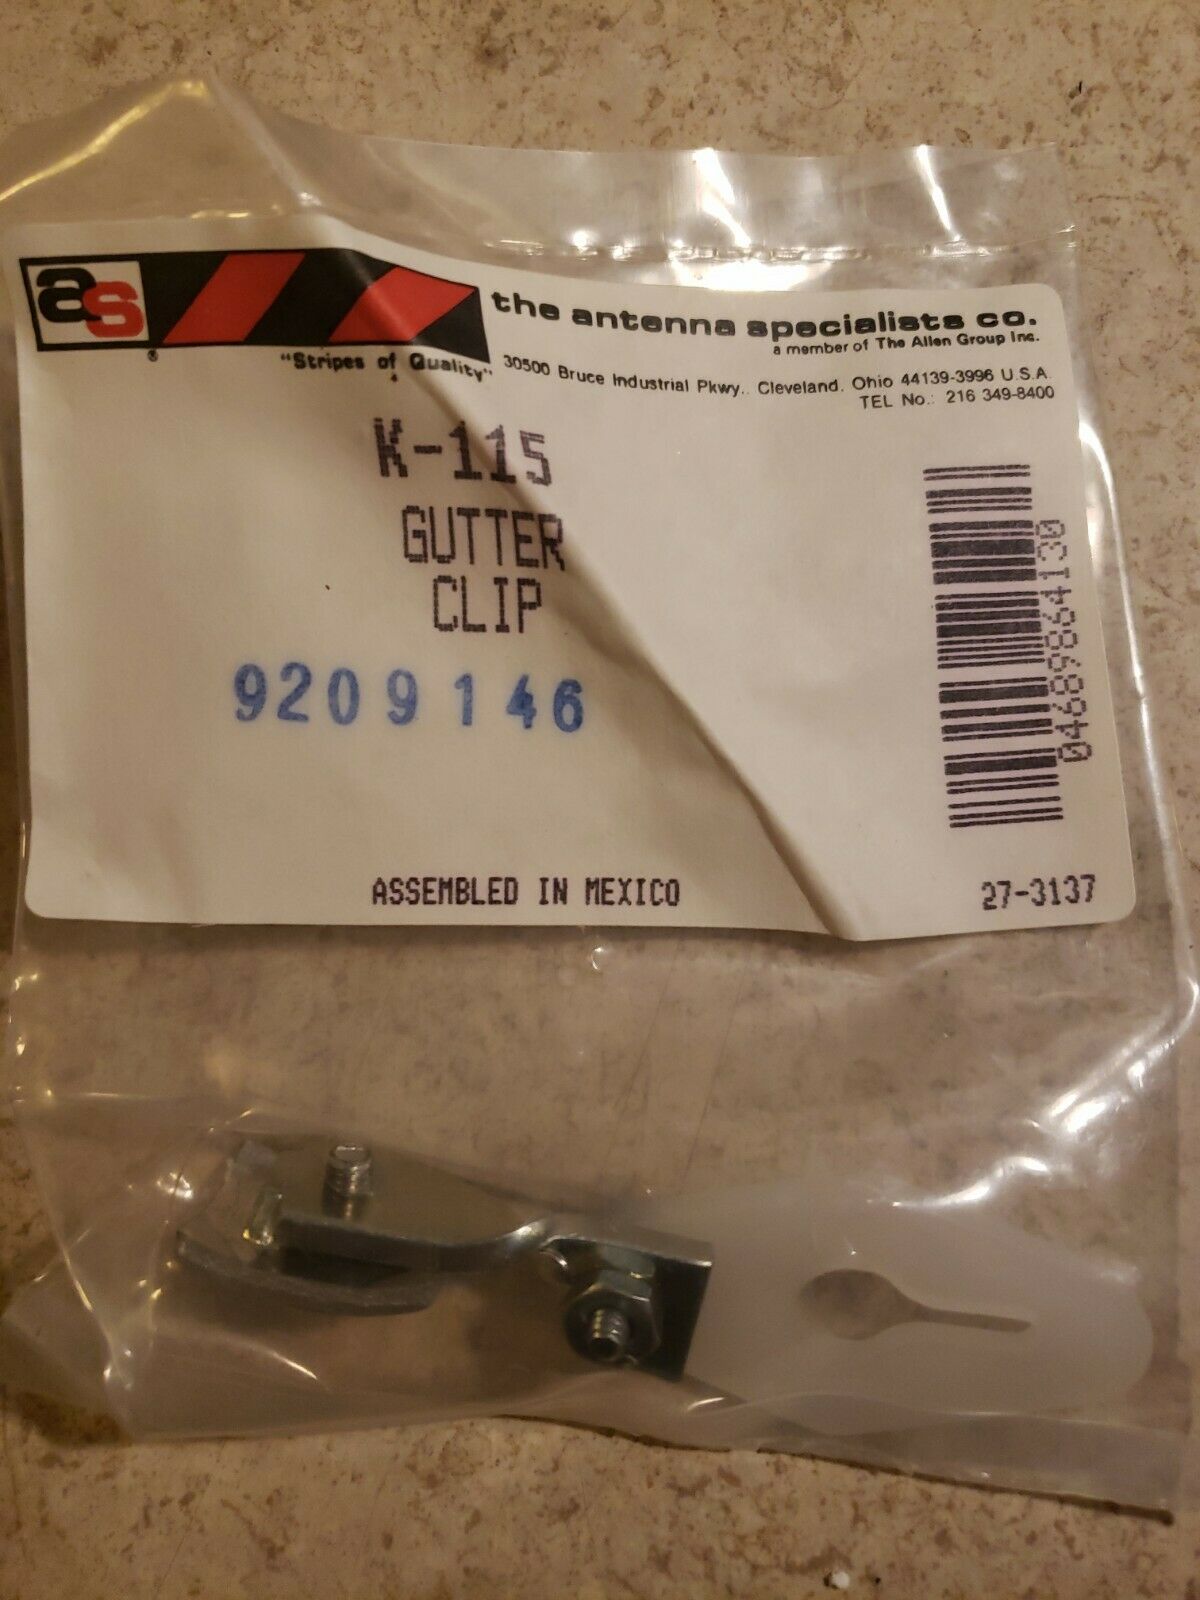 as
®
"Stripes of Quality"
the antenna specialists co.
a member of The Allen Group Inc.
30500 Bruce Industrial Pkwy., Cleveland, Ohio 44139-3996 U.S.A.
TEL No.: 216 349-8400
K-115
GUTTER
CLIP
9209146
04689864130
ASSEMBLED IN MEXICO
27-3137